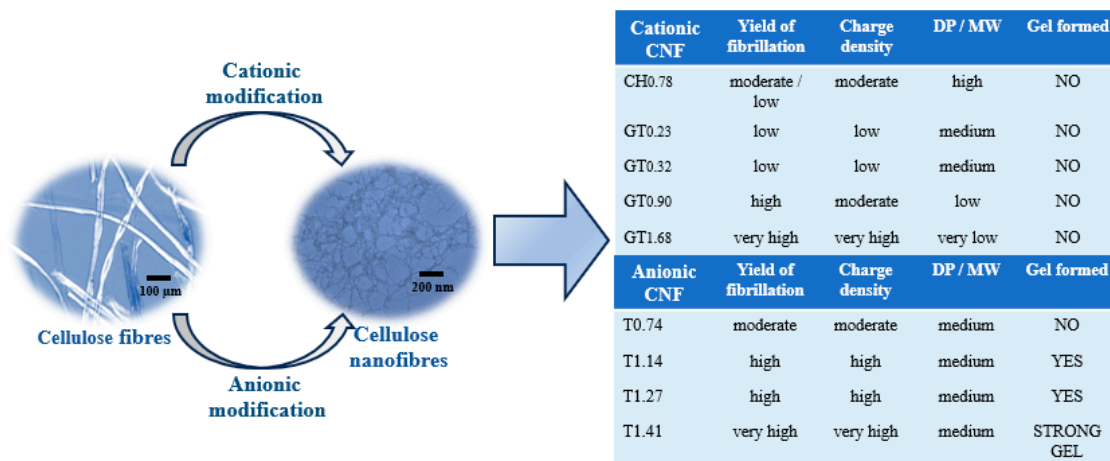 Cationic
modification
100 µm
200 nm
Cellulose fibres
Cellulose
nanofibres
Anionic
modification
Cationic CNF Yield of fibrillation Charge density DP / MW Gel formed
CH0.78 moderate / low moderate high NO
GT0.23 low low medium NO
GT0.32 low low medium NO
GT0.90 high moderate low NO
GT1.68 very high very high very low NO
Anionic CNF Yield of fibrillation Charge density DP / MW Gel formed
T0.74 moderate moderate medium NO
T1.14 high high medium YES
T1.27 high high medium YES
T1.41 very high very high medium STRONG GEL